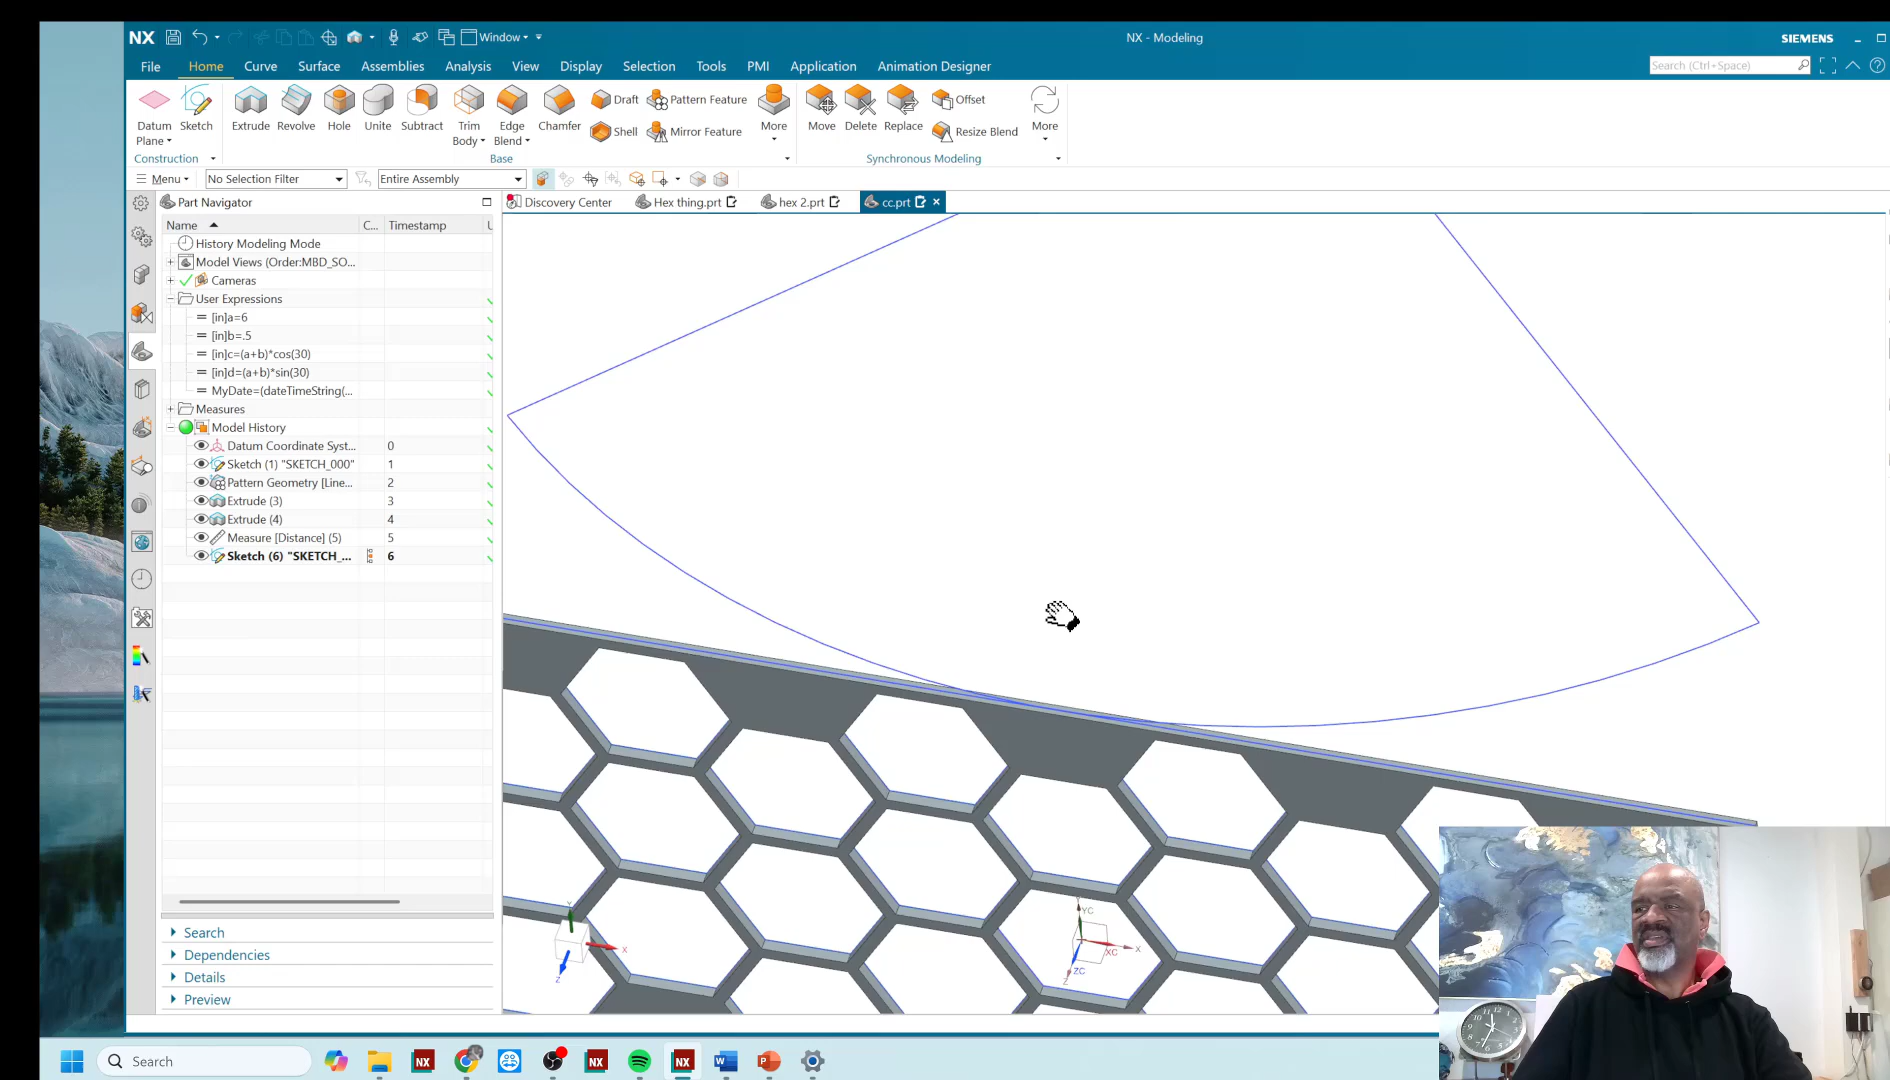 NX
Window
NX - Modeling
SIEMENS
File
Home
Curve
Surface
Assemblies
Analysis
View
Selection
Display
Tools
PMI
Application
Animation Designer
Search (Ctrl+Space)
Datum Plane
Sketch
Extrude
Revolve
Hole
Unite
Subtract
Trim Body
Edge Blend
Chamfer
Draft
Shell
Pattern Feature
Mirror Feature
More
Move
Delete
Replace
Offset
Resize Blend
More
Construction
Base
Synchronous Modeling
Menu
No Selection Filter
Entire Assembly
Part Navigator
Discovery Center
Hex thing.prt
hex 2.prt
cc.prt
Name
C...
Timestamp
U
History Modeling Mode
Model Views (Order:MBD_SO...
Cameras
User Expressions
[in]a=6
[in]b=.5
[in]c=(a+b)*cos(30)
[in]d=(a+b)*sin(30)
MyDate=(dateTimeString(...
Measures
Model History
Datum Coordinate Syst... 0
Sketch (1) "SKETCH_000" 1
Pattern Geometry [Line... 2
Extrude (3) 3
Extrude (4) 4
Measure [Distance] (5) 5
Sketch (6) "SKETCH_... 6
Search
Dependencies
Details
Preview
Y
X
Z
YC
XC
X
ZC
Z
Search
NX
NX
NX
W
P